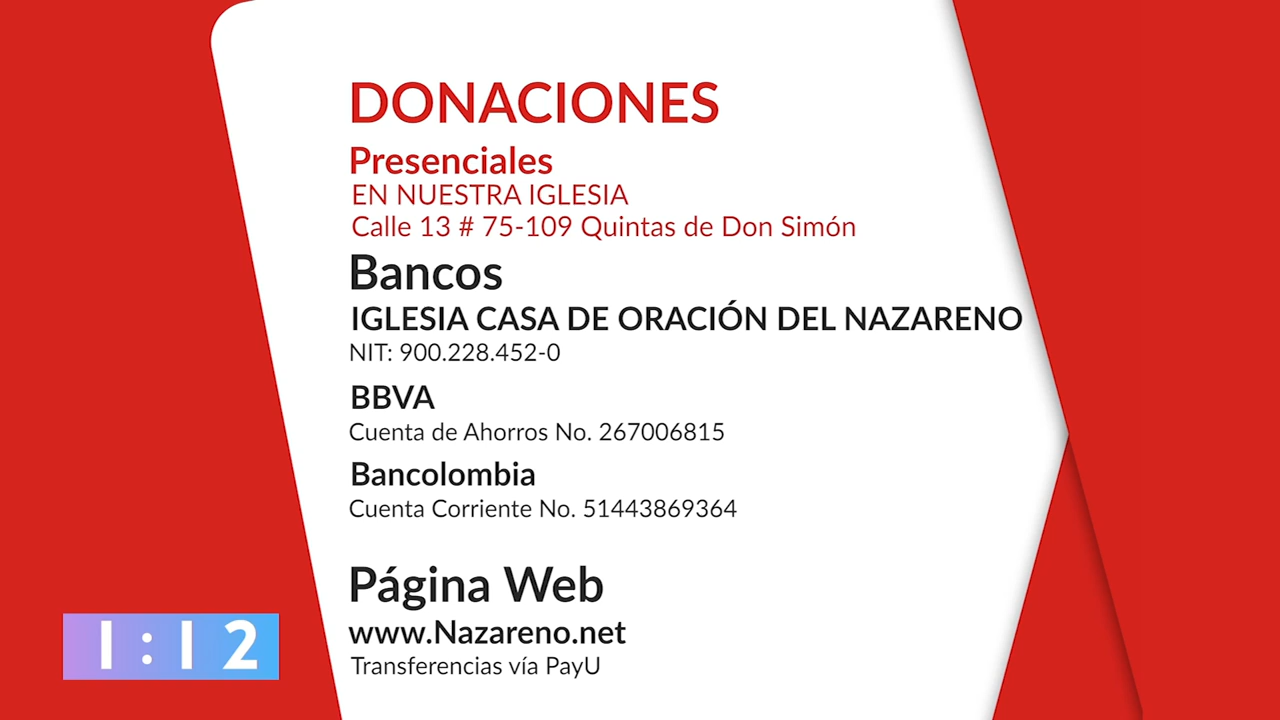 DONACIONES
Presenciales
EN NUESTRA IGLESIA
Calle 13 # 75-109 Quintas de Don Simón
Bancos
IGLESIA CASA DE ORACIÓN DEL NAZARENO
NIT: 900.228.452-0
BBVA
Cuenta de Ahorros No. 267006815
Bancolombia
Cuenta Corriente No. 51443869364
Página Web
www.Nazareno.net
Transferencias vía PayU
1:12